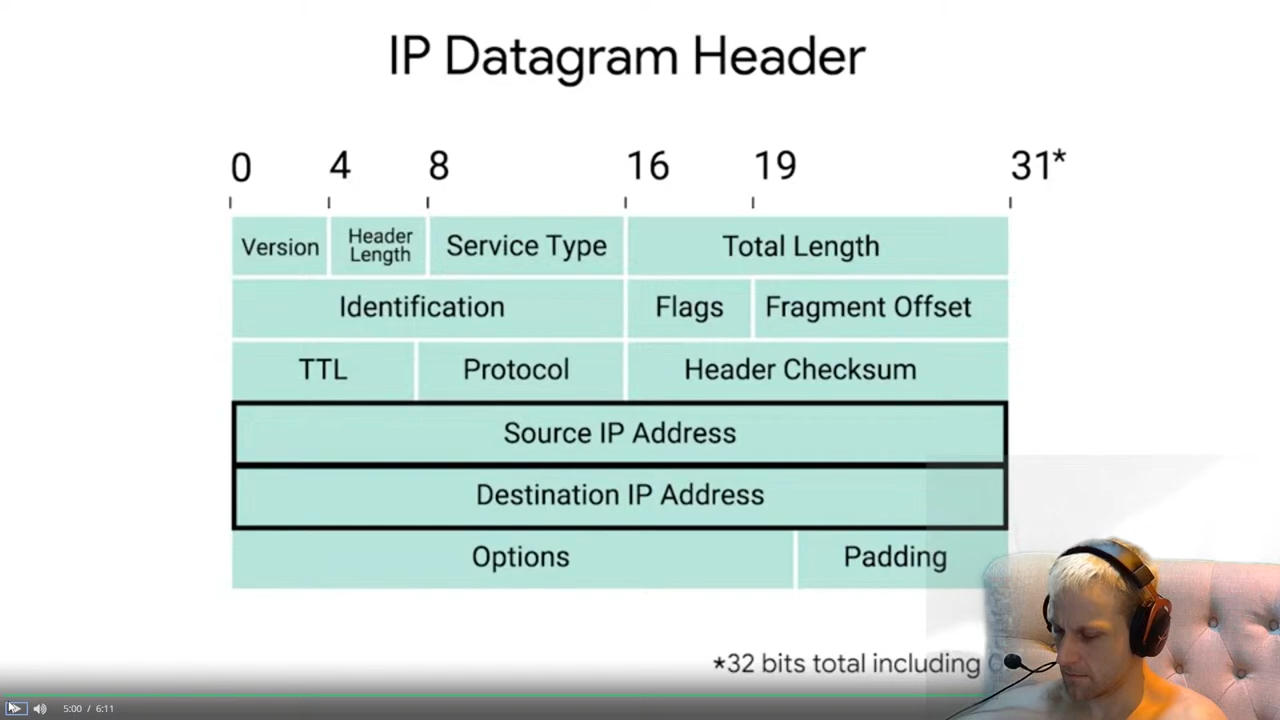 IP Datagram Header
0 4 8 16 19 31*
Version Header Length Service Type Total Length
Identification Flags Fragment Offset
TTL Protocol Header Checksum
Source IP Address
Destination IP Address
Options Padding
*32 bits total including
5:00 / 6:11